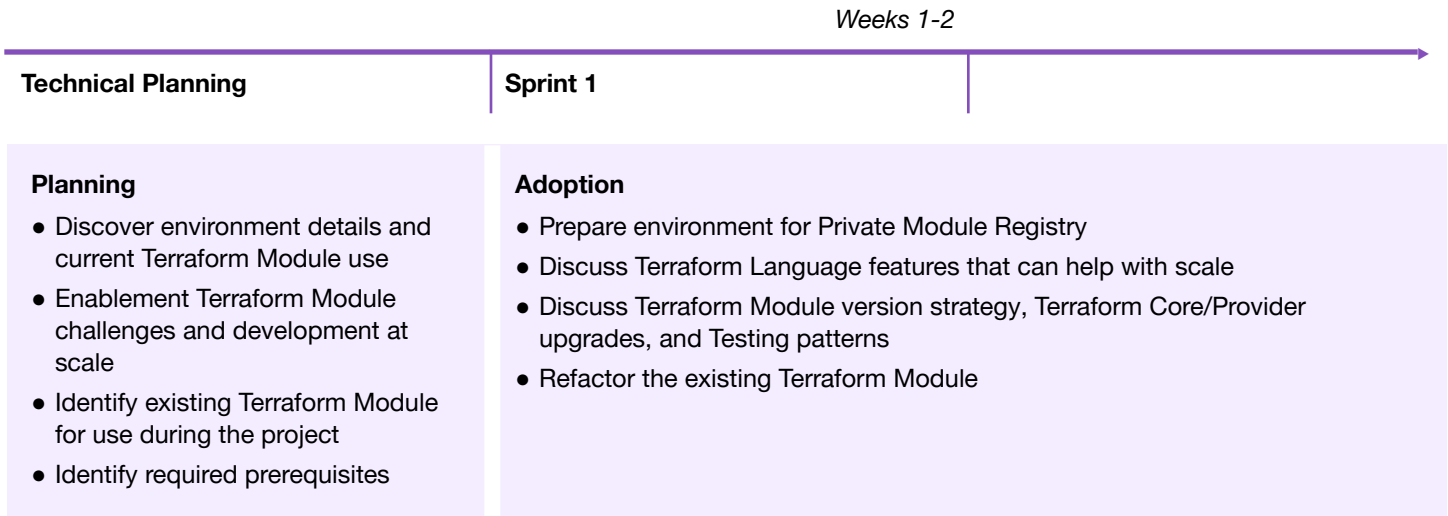 Weeks 1-2
Technical Planning
Sprint 1
Planning
● Discover environment details and
current Terraform Module use
● Enablement Terraform Module
challenges and development at
scale
● Identify existing Terraform Module
for use during the project
● Identify required prerequisites
Adoption
● Prepare environment for Private Module Registry
● Discuss Terraform Language features that can help with scale
● Discuss Terraform Module version strategy, Terraform Core/Provider
upgrades, and Testing patterns
● Refactor the existing Terraform Module